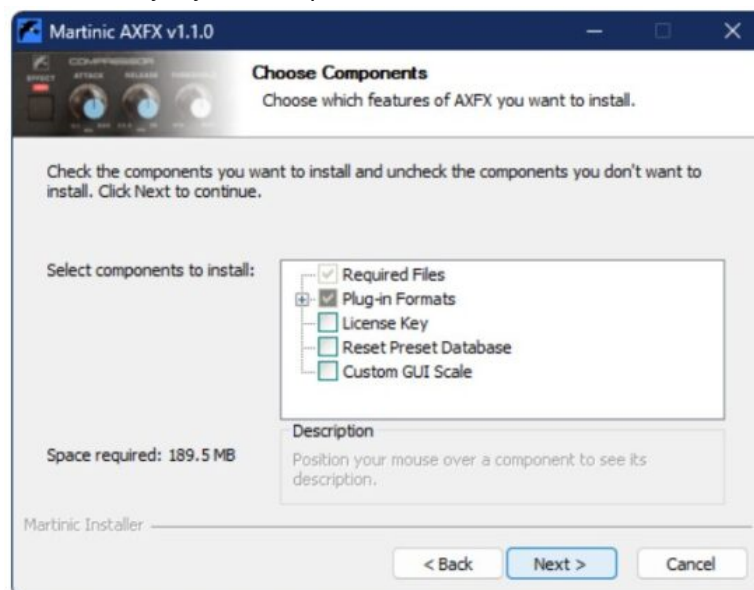 Martinic AXFX v1.1.0
EFFECT
COMPRESSOR
ATTACK RELEASE THRESHOLD
Choose Components
Choose which features of AXFX you want to install.
Check the components you want to install and uncheck the components you don't want to
install. Click Next to continue.
Select components to install:
Required Files
Plug-in Formats
License Key
Reset Preset Database
Custom GUI Scale
Space required: 189.5 MB
Description
Position your mouse over a component to see its
description.
Martinic Installer
< Back
Next >
Cancel